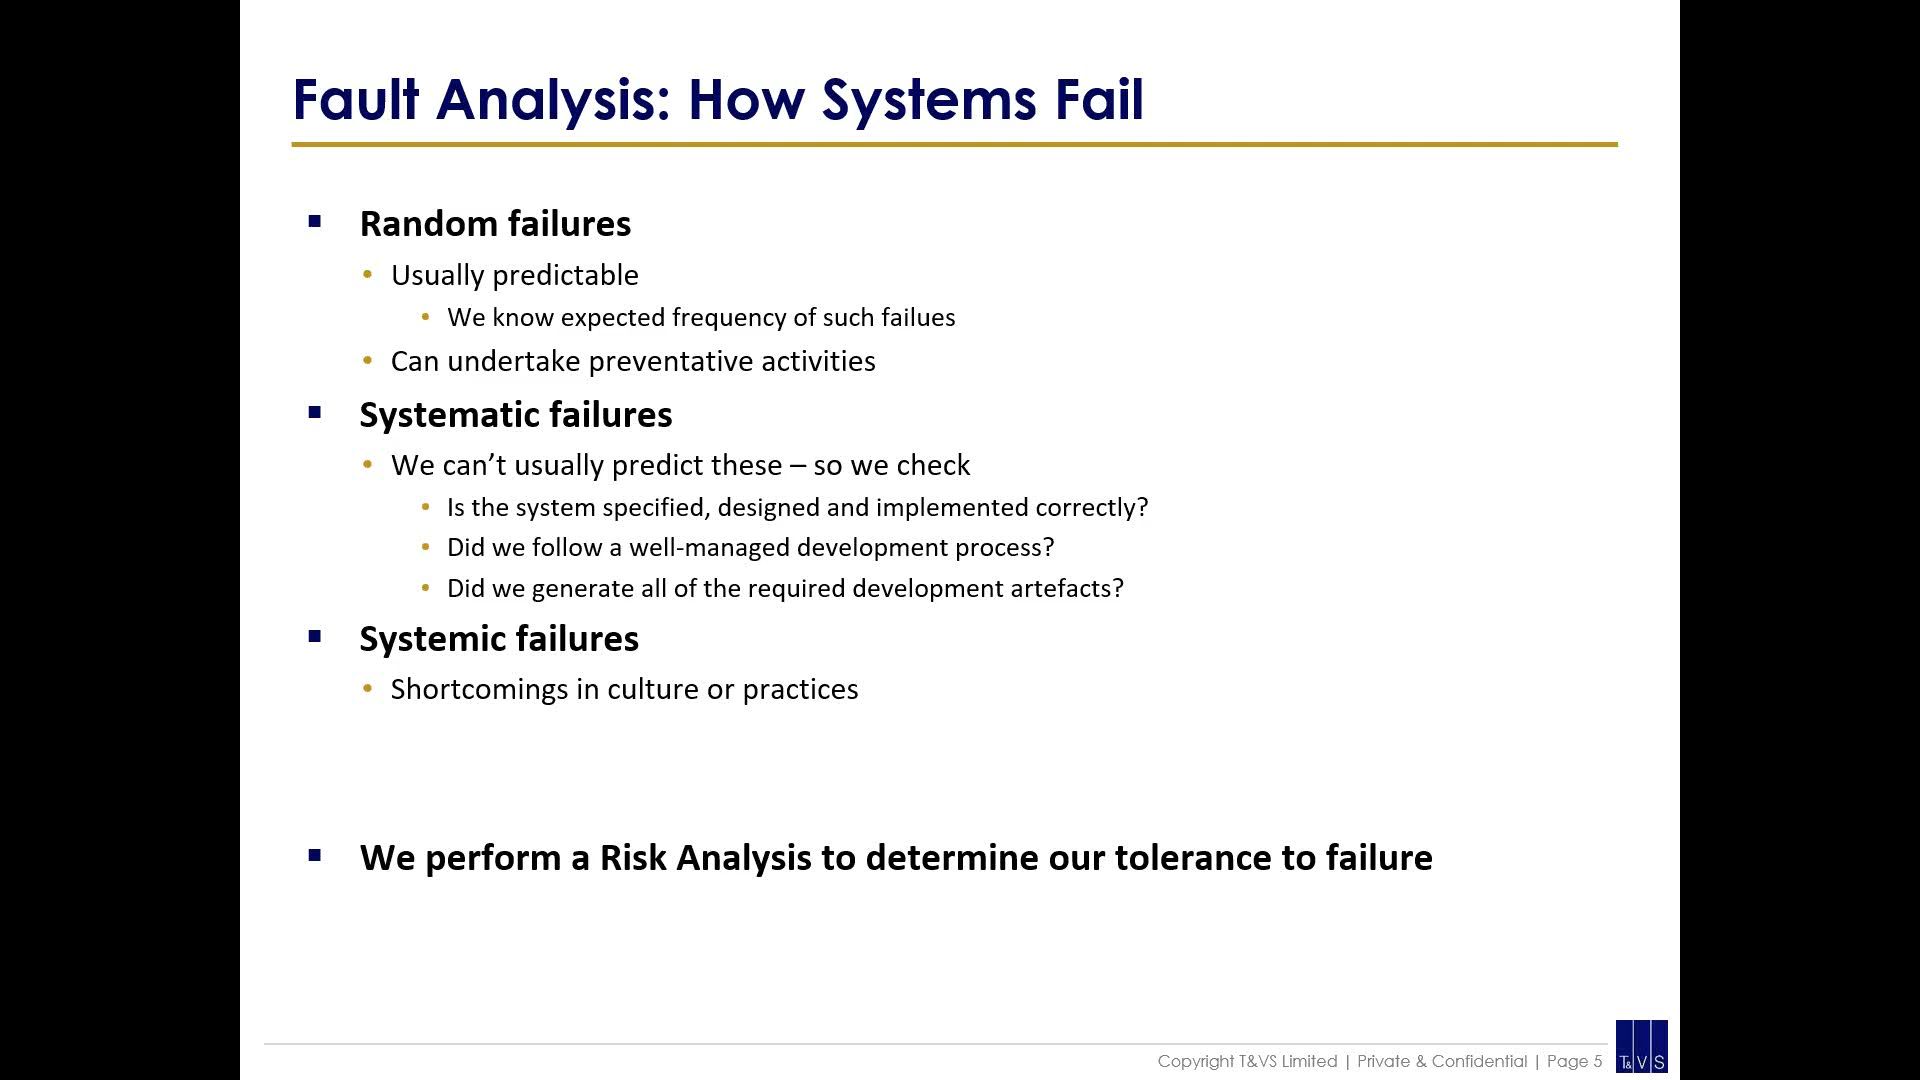 Fault Analysis: How Systems Fail
Random failures
Usually predictable
We know expected frequency of such failues
Can undertake preventative activities
Systematic failures
We can’t usually predict these – so we check
Is the system specified, designed and implemented correctly?
Did we follow a well-managed development process?
Did we generate all of the required development artefacts?
Systemic failures
Shortcomings in culture or practices
We perform a Risk Analysis to determine our tolerance to failure
Copyright T&VS Limited | Private & Confidential | Page 5
T&VS